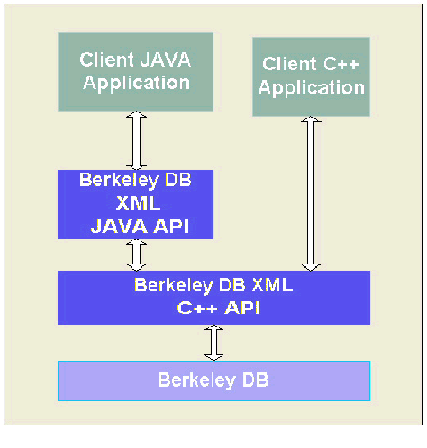 Client JAVA
Application
Client C++
Application
Berkeley DB
XML
JAVA API
Berkeley DB XML
C++ API
Berkeley DB